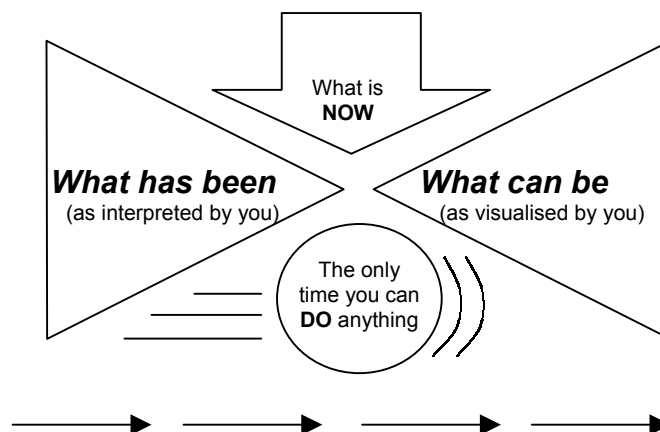 What is
NOW
What has been
(as interpreted by you)
What can be
(as visualised by you)
The only
time you can
DO anything